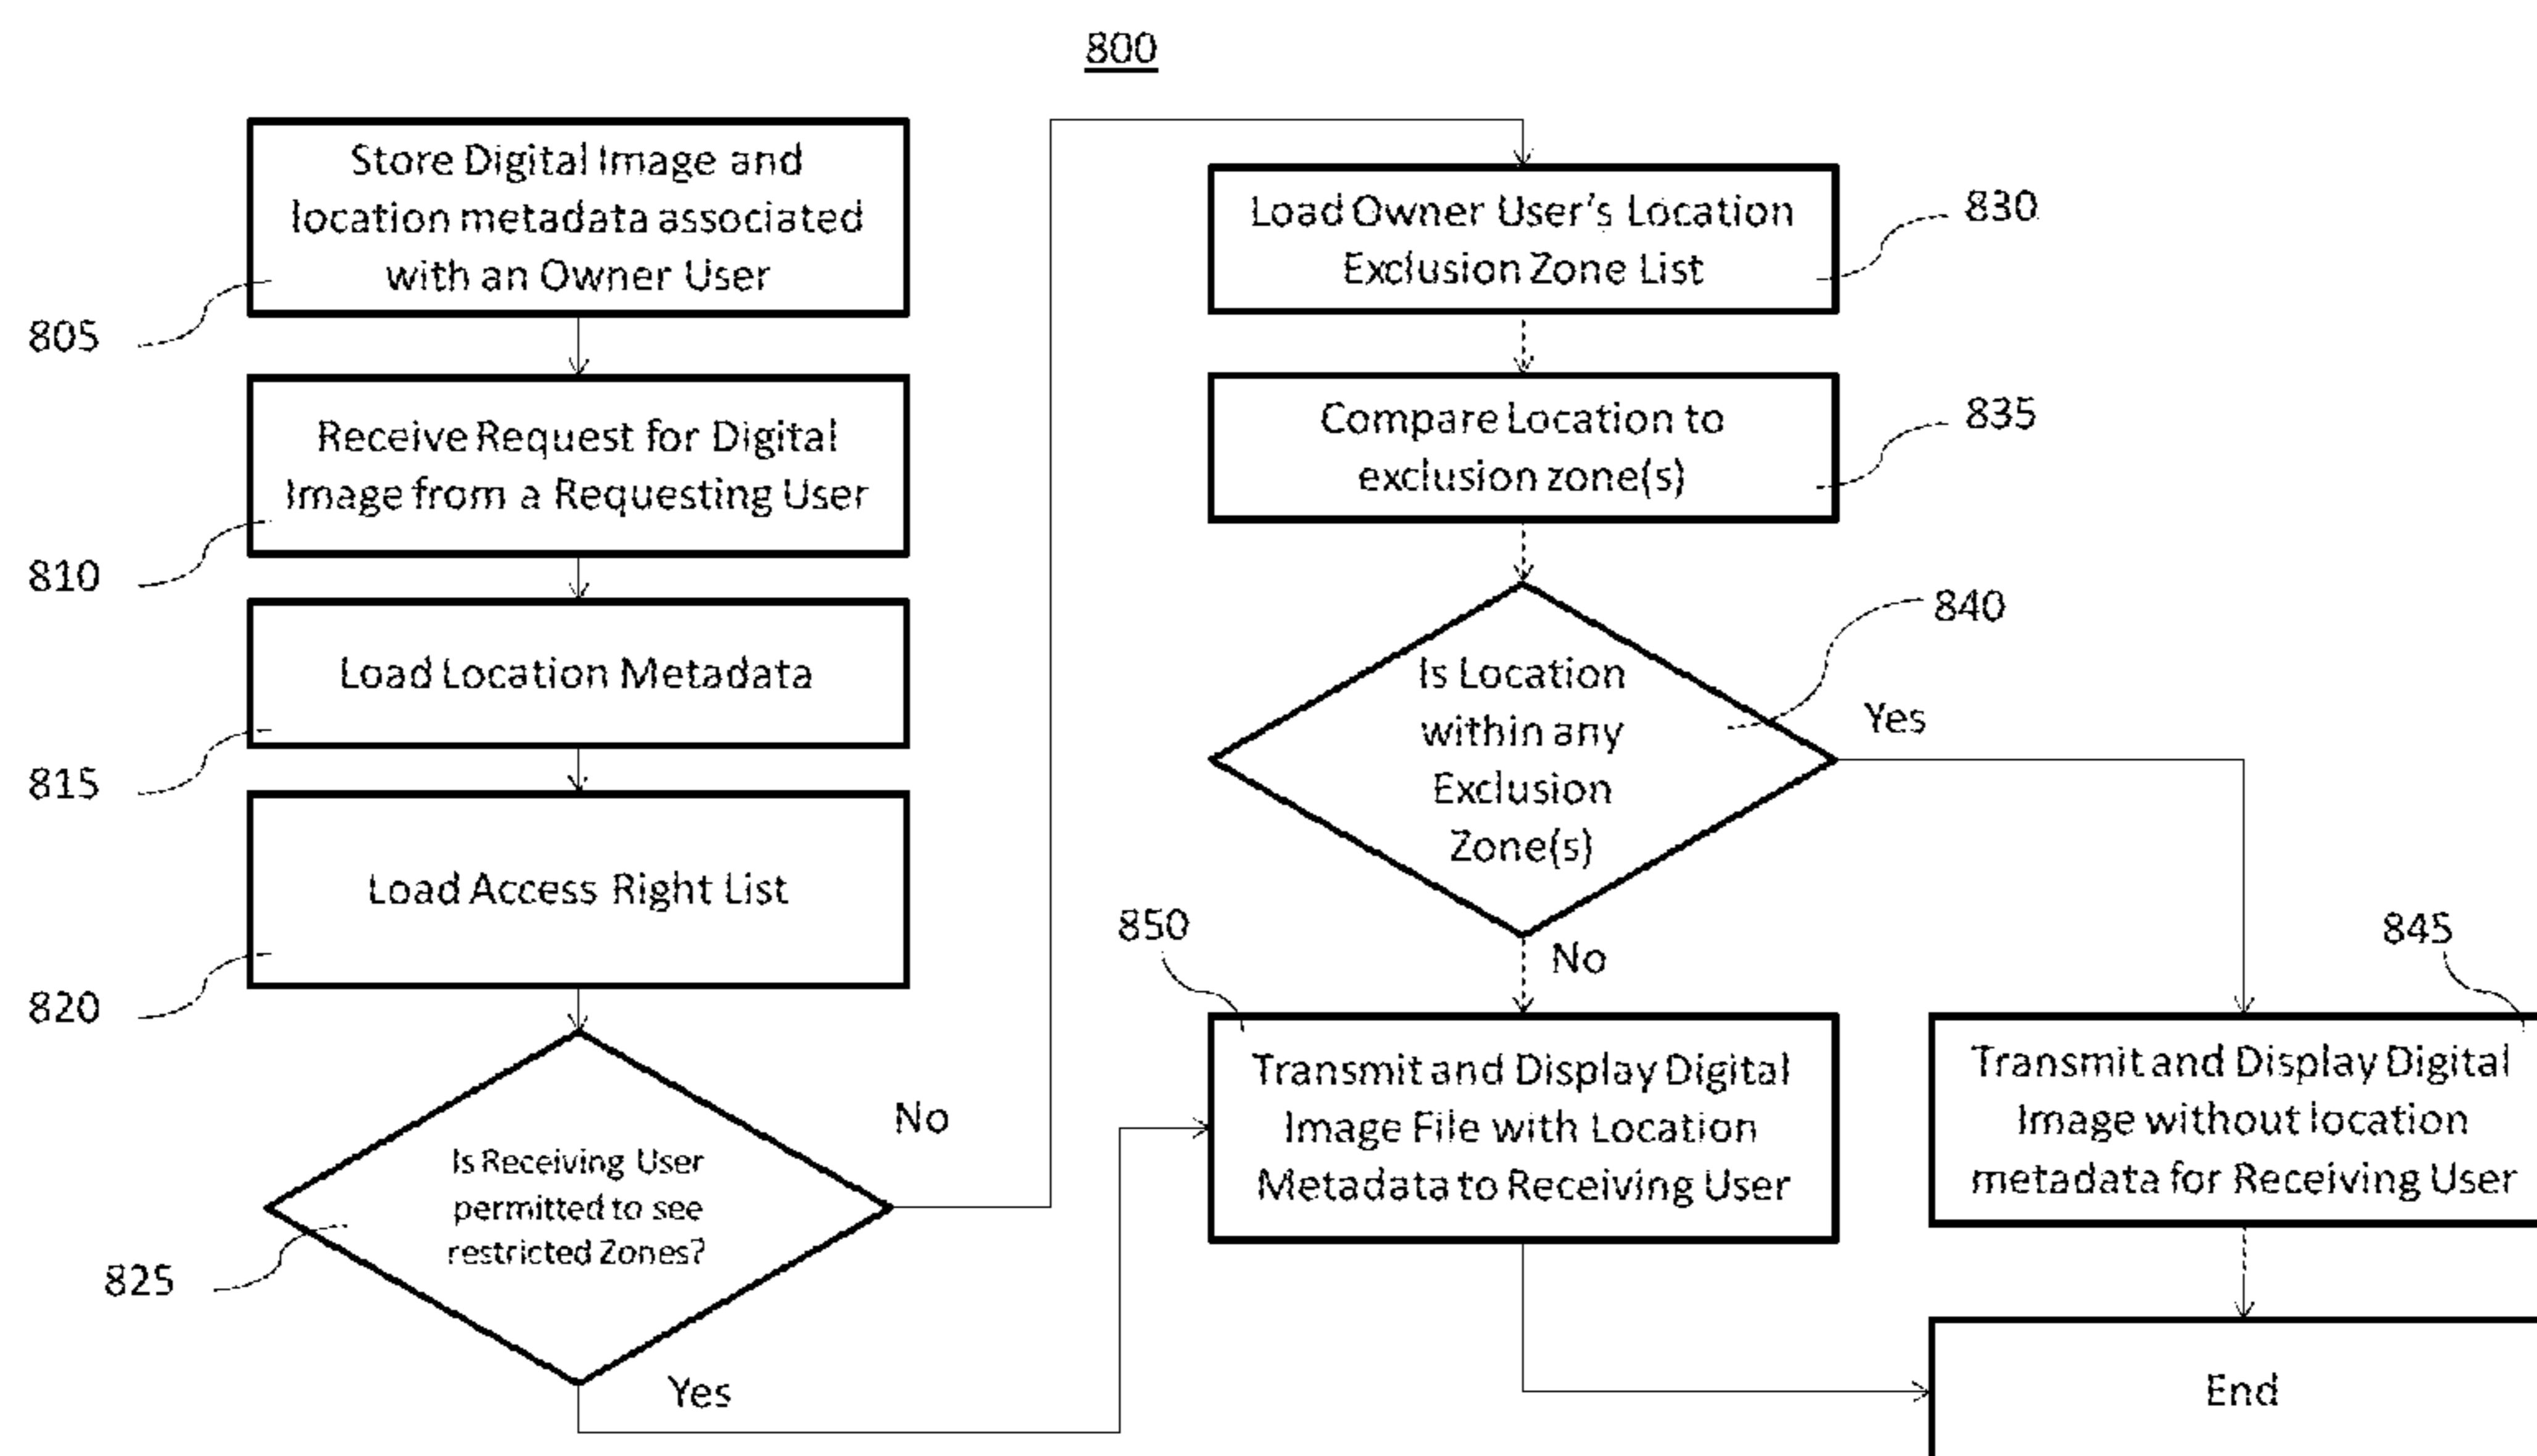 800
Store Digital Image and
location metadata associated
with an Owner User
805
Receive Request for Digital
Image from a Requesting User
810
Load Location Metadata
815
Load Access Right List
820
Is Receiving User
permitted to see
restricted Zones?
825
No
Yes
Load Owner User's Location
Exclusion Zone List
830
Compare Location to
exclusion zone(s)
835
Is Location
within any
Exclusion
Zone(s)
840
Yes
No
850
Transmit and Display Digital
Image File with Location
Metadata to Receiving User
845
Transmit and Display Digital
Image without location
metadata for Receiving User
End